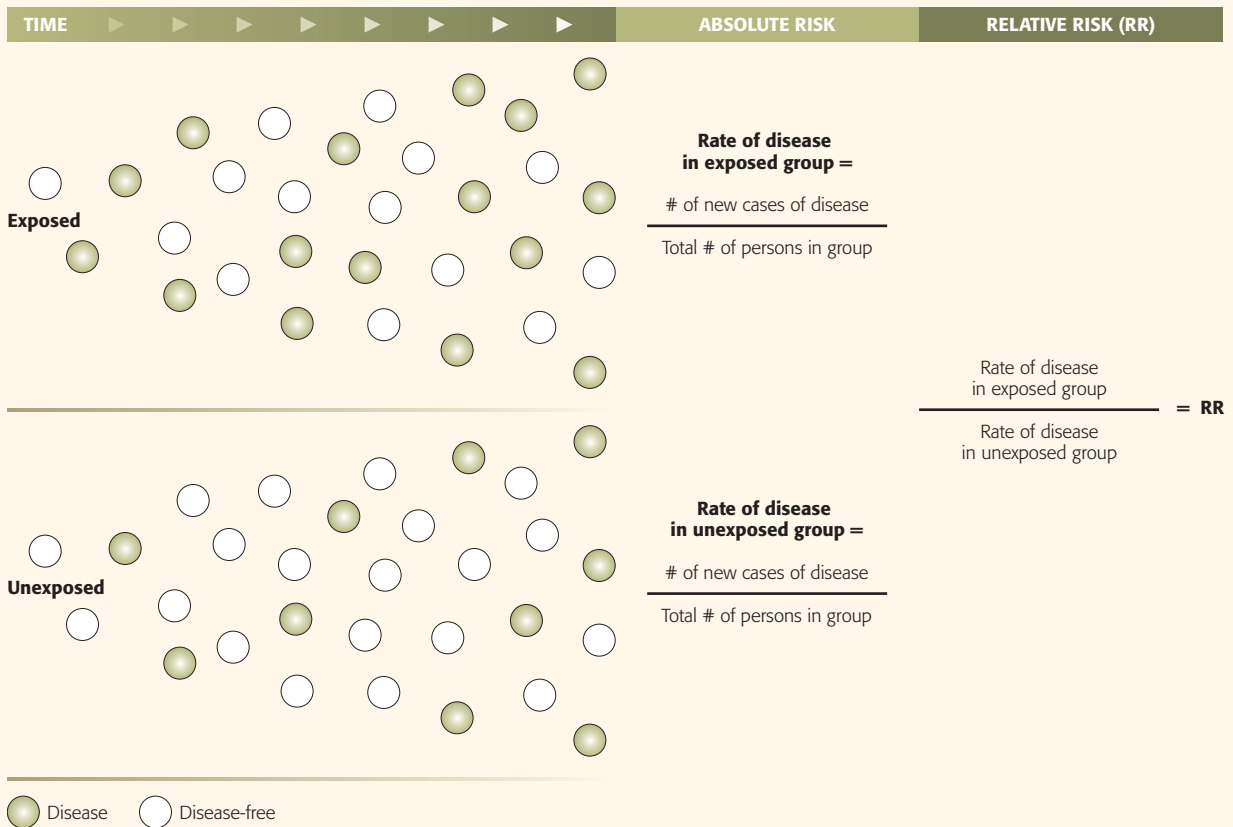 TIME
ABSOLUTE RISK
RELATIVE RISK (RR)
Exposed
Rate of disease
in exposed group =
# of new cases of disease
Total # of persons in group
Rate of disease
in exposed group
= RR
Rate of disease
in unexposed group
Unexposed
Rate of disease
in unexposed group =
# of new cases of disease
Total # of persons in group
Disease
Disease-free